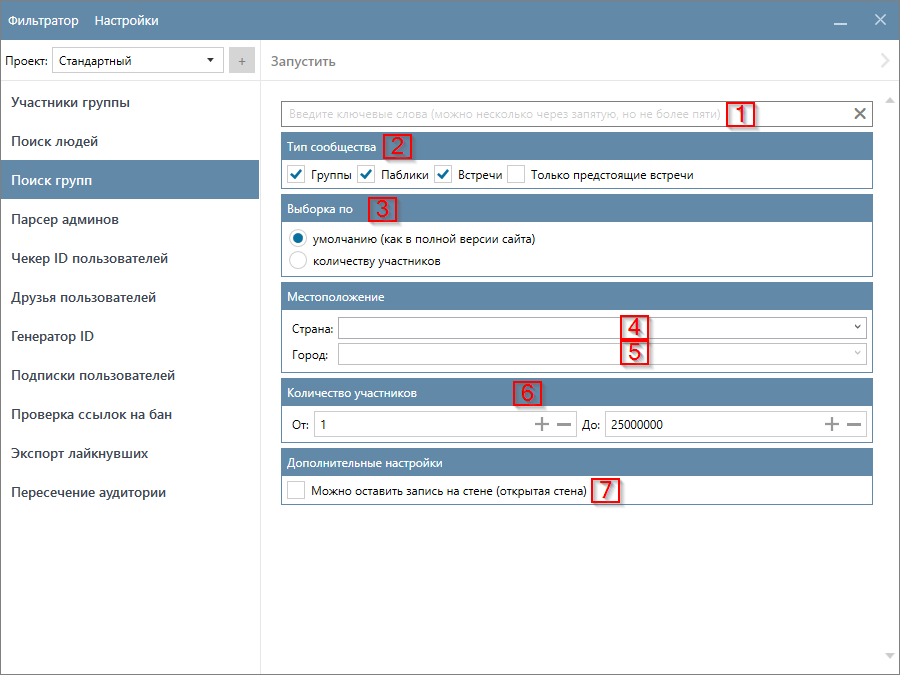 Фильтратор Настройки
Проект: Стандартный +
Запустить
Участники группы
Поиск людей
Поиск групп
Парсер админов
Чекер ID пользователей
Друзья пользователей
Генератор ID
Подписки пользователей
Проверка ссылок на бан
Экспорт лайкнувших
Пересечение аудитории
Введите ключевые слова (можно несколько через запятую, но не более пяти) 1
Тип сообщества 2
Группы Паблики Встречи Только предстоящие встречи
Выборка по 3
умолчанию (как в полной версии сайта)
количеству участников
Местоположение
Страна: 4
Город: 5
Количество участников 6
От: 1 До: 25000000
Дополнительные настройки
Можно оставить запись на стене (открытая стена) 7